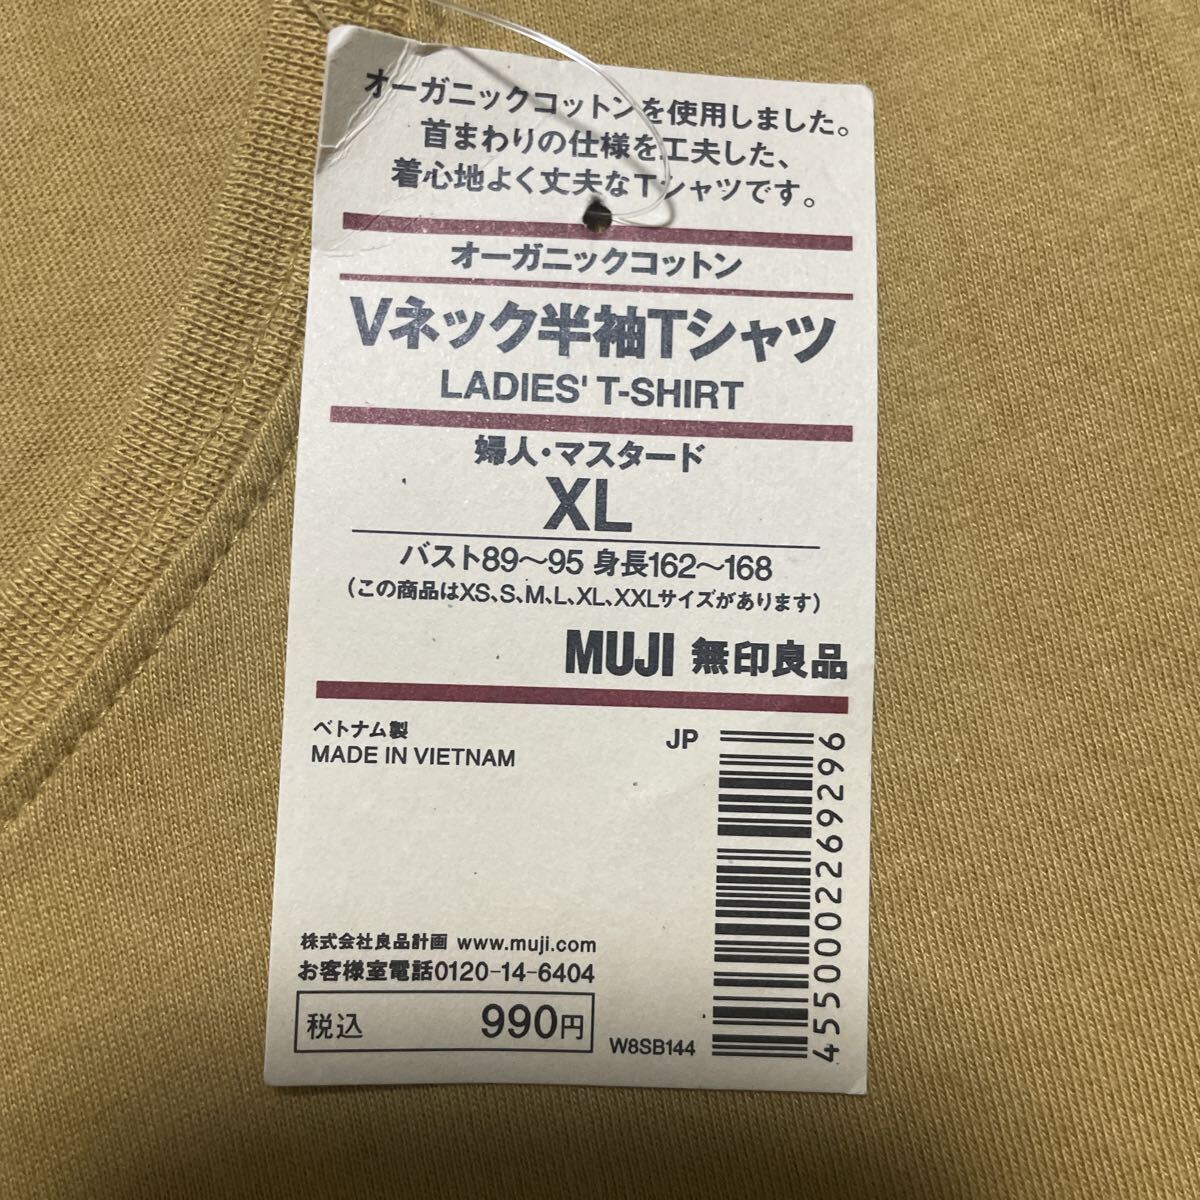 オーガニックコットンを使用しました。
首まわりの仕様を工夫した、
着心地よく丈夫なTシャツです。
オーガニックコットン
Vネック半袖Tシャツ
LADIES' T-SHIRT
婦人・マスタード
XL
バスト89〜95 身長162〜168
(この商品はXS、S、M、L、XL、XXLサイズがあります)
MUJI 無印良品
ベトナム製
MADE IN VIETNAM
JP
4550002269296
株式会社良品計画 www.muji.com
お客様室電話0120-14-6404
税込 990円
W8SB144